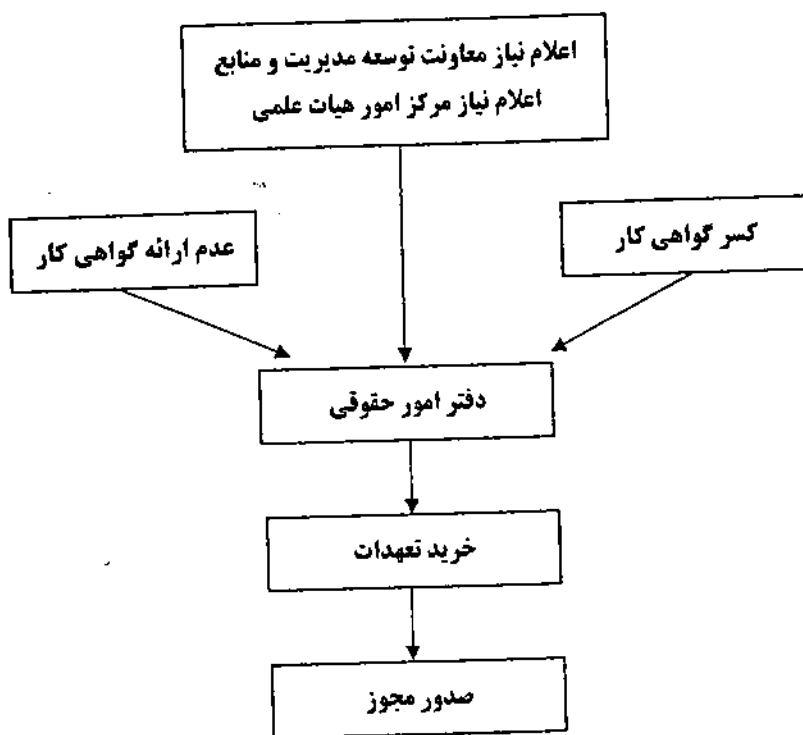 اعلام نیاز معاونت توسعه مدیریت و منابع
اعلام نیاز مرکز امور هیات علمی
کسر گواهی کار
عدم ارائه گواهی کار
دفتر امور حقوقی
خرید تعهدات
صدور مجوز